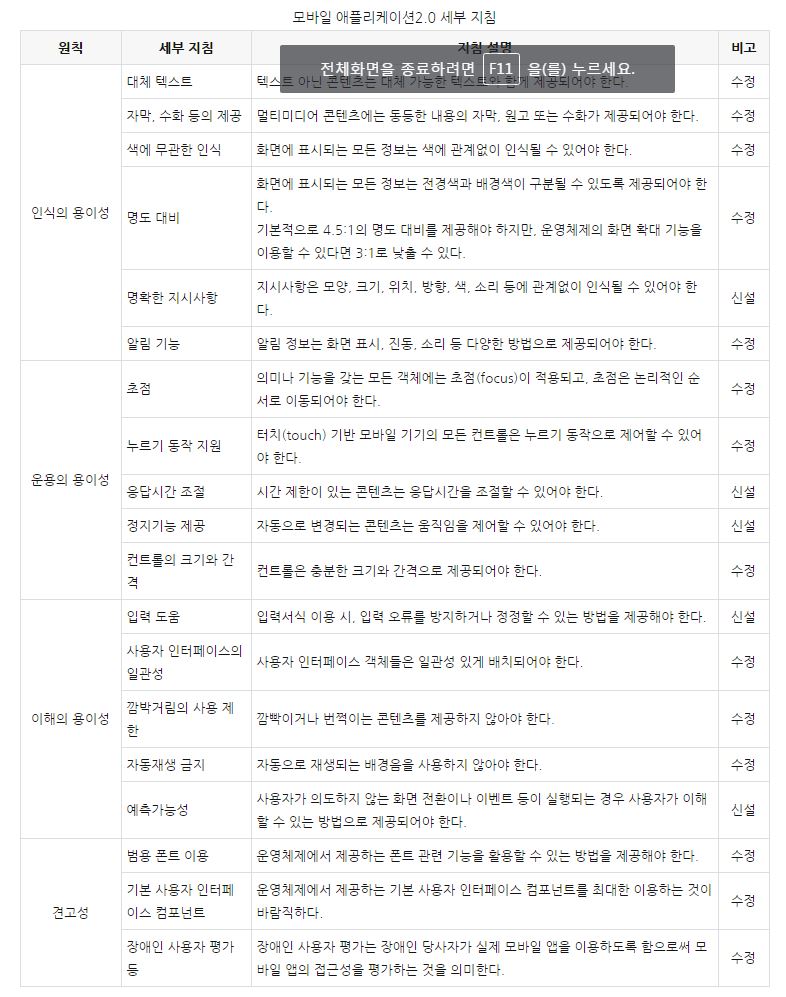 모바일 애플리케이션2.0 세부 지침
원칙 세부 지침 지침 설명 비고
전체화면을 종료하려면 F11 을(를) 누르세요.
인식의 용이성
대체 텍스트 텍스트 아닌 콘텐츠는 대체 가능한 텍스트와 함께 제공되어야 한다. 수정
자막, 수화 등의 제공 멀티미디어 콘텐츠에는 동등한 내용의 자막, 원고 또는 수화가 제공되어야 한다. 수정
색에 무관한 인식 화면에 표시되는 모든 정보는 색에 관계없이 인식될 수 있어야 한다. 수정
명도 대비
화면에 표시되는 모든 정보는 전경색과 배경색이 구분될 수 있도록 제공되어야 한
다.
기본적으로 4.5:1의 명도 대비를 제공해야 하지만, 운영체제의 화면 확대 기능을
이용할 수 있다면 3:1로 낮출 수 있다.
수정
명확한 지시사항
지시사항은 모양, 크기, 위치, 방향, 색, 소리 등에 관계없이 인식될 수 있어야 한
다.
신설
알림 기능 알림 정보는 화면 표시, 진동, 소리 등 다양한 방법으로 제공되어야 한다. 수정
운용의 용이성
초점
의미나 기능을 갖는 모든 객체에는 초점(focus)이 적용되고, 초점은 논리적인 순
서로 이동되어야 한다.
수정
누르기 동작 지원
터치(touch) 기반 모바일 기기의 모든 컨트롤은 누르기 동작으로 제어할 수 있어
야 한다.
수정
응답시간 조절 시간 제한이 있는 콘텐츠는 응답시간을 조절할 수 있어야 한다. 신설
정지기능 제공 자동으로 변경되는 콘텐츠는 움직임을 제어할 수 있어야 한다. 신설
컨트롤의 크기와 간
격
컨트롤은 충분한 크기와 간격으로 제공되어야 한다. 수정
이해의 용이성
입력 도움 입력서식 이용 시, 입력 오류를 방지하거나 정정할 수 있는 방법을 제공해야 한다. 신설
사용자 인터페이스의
일관성
사용자 인터페이스 객체들은 일관성 있게 배치되어야 한다. 수정
깜박거림의 사용 제
한
깜빡이거나 번쩍이는 콘텐츠를 제공하지 않아야 한다. 수정
자동재생 금지 자동으로 재생되는 배경음을 사용하지 않아야 한다. 수정
예측가능성
사용자가 의도하지 않는 화면 전환이나 이벤트 등이 실행되는 경우 사용자가 이해
할 수 있는 방법으로 제공되어야 한다.
신설
견고성
범용 폰트 이용 운영체제에서 제공하는 폰트 관련 기능을 활용할 수 있는 방법을 제공해야 한다. 수정
기본 사용자 인터페
이스 컴포넌트
운영체제에서 제공하는 기본 사용자 인터페이스 컴포넌트를 최대한 이용하는 것이
바람직하다.
수정
장애인 사용자 평가
등
장애인 사용자 평가는 장애인 당사자가 실제 모바일 앱을 이용하도록 함으로써 모
바일 앱의 접근성을 평가하는 것을 의미한다.
수정